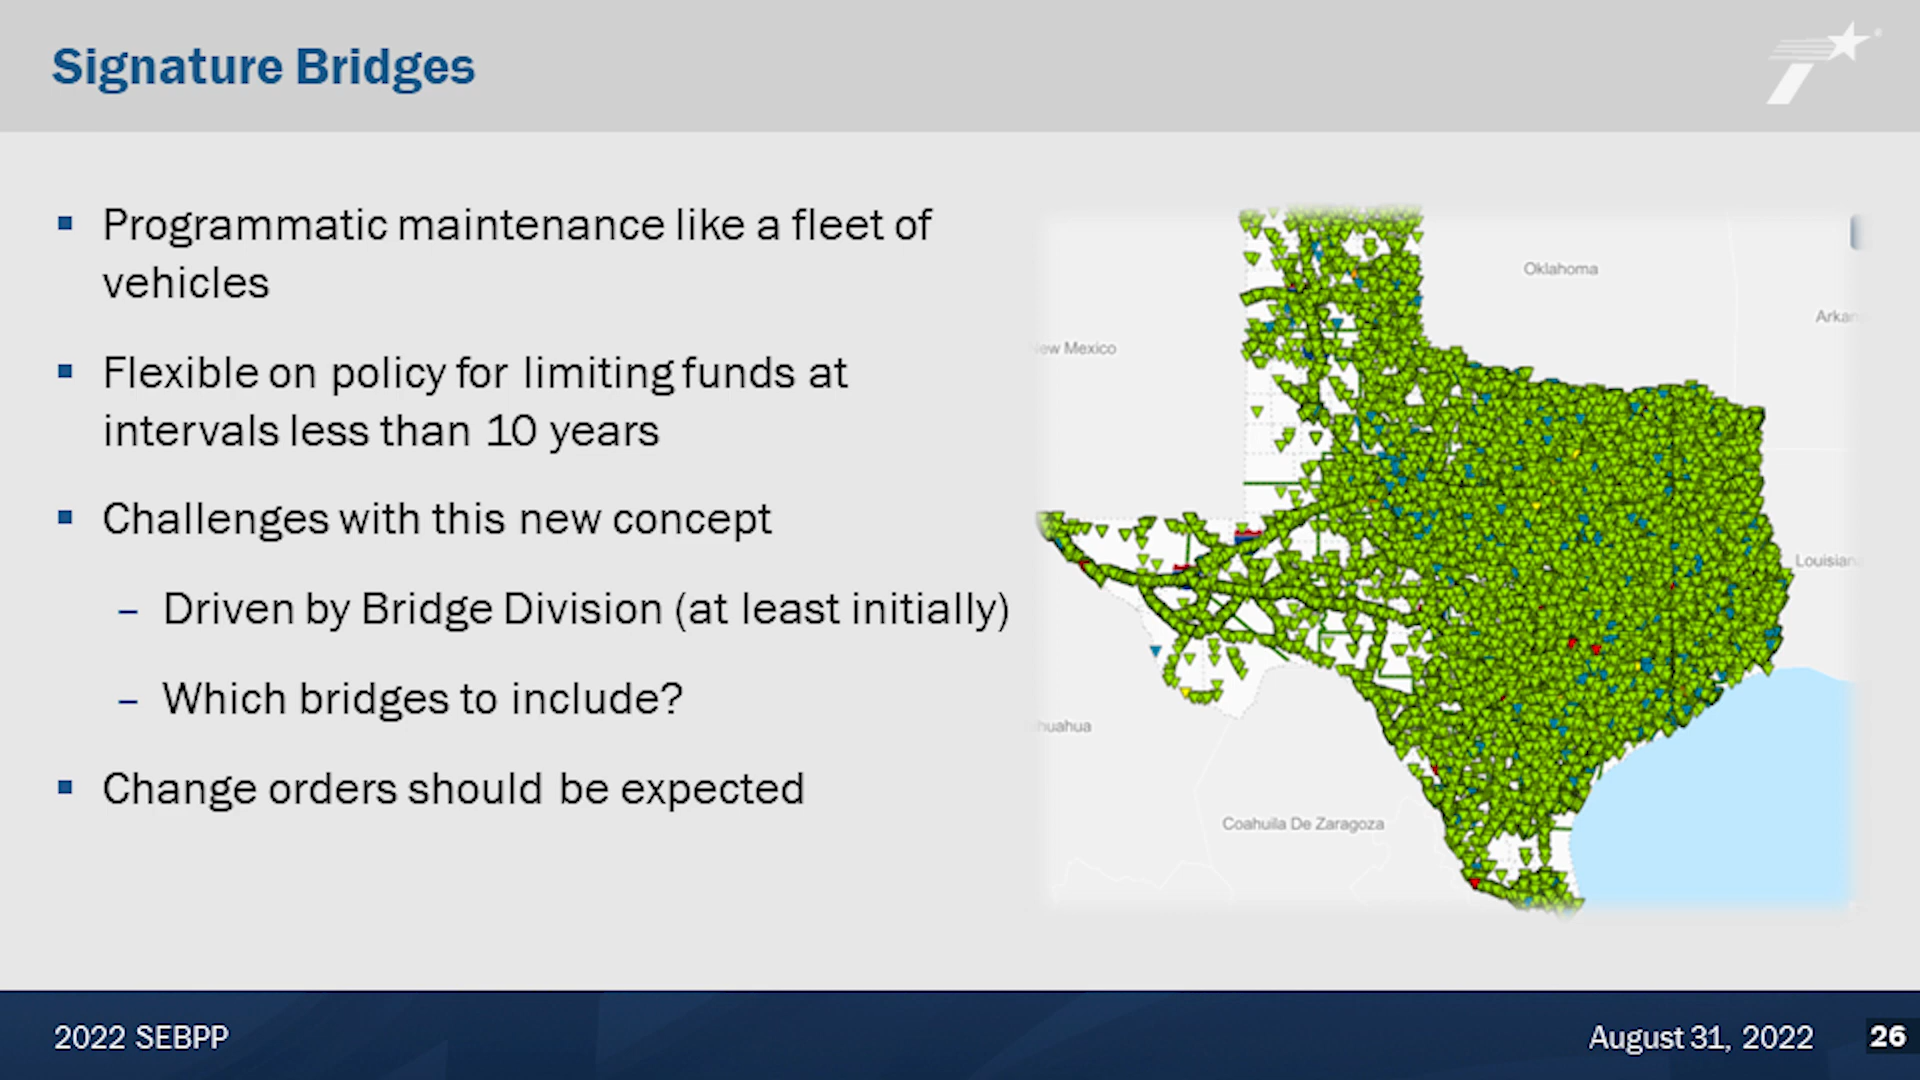 Signature Bridges
Programmatic maintenance like a fleet of
vehicles
Flexible on policy for limiting funds at
intervals less than 10 years
Challenges with this new concept
– Driven by Bridge Division (at least initially)
– Which bridges to include?
Change orders should be expected
Oklahoma
Arkan
New Mexico
Louisiana
huahua
Coahuila De Zaragoza
2022 SEBPP
August 31, 2022
26